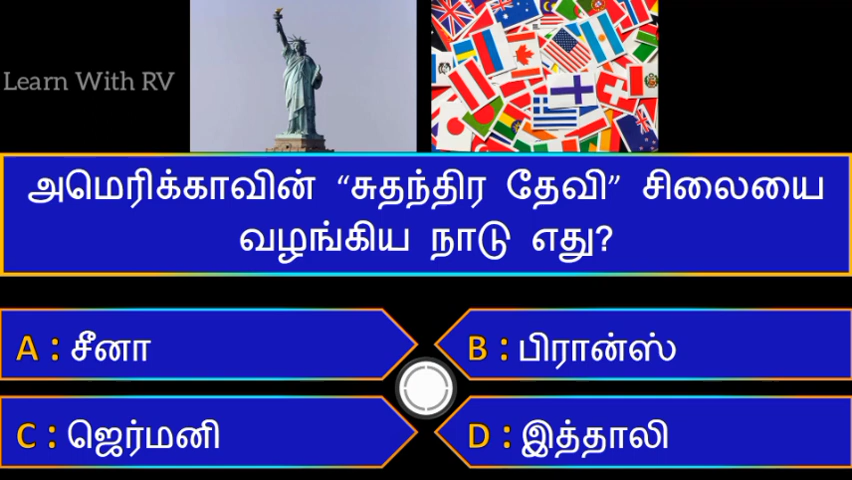 Learn With RV
அமெரிக்காவின் “சுதந்திர தேவி” சிலையை
வழங்கிய நாடு எது?
A : சீனா
B : பிரான்ஸ்
C : ஜெர்மனி
D : இத்தாலி